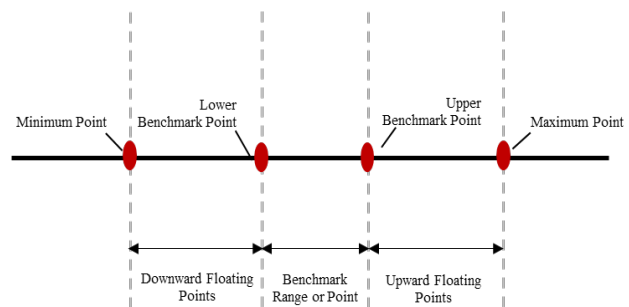 Minimum Point
Lower
Benchmark Point
Upper
Benchmark Point
Maximum Point
Downward Floating
Points
Benchmark
Range or Point
Upward Floating
Points